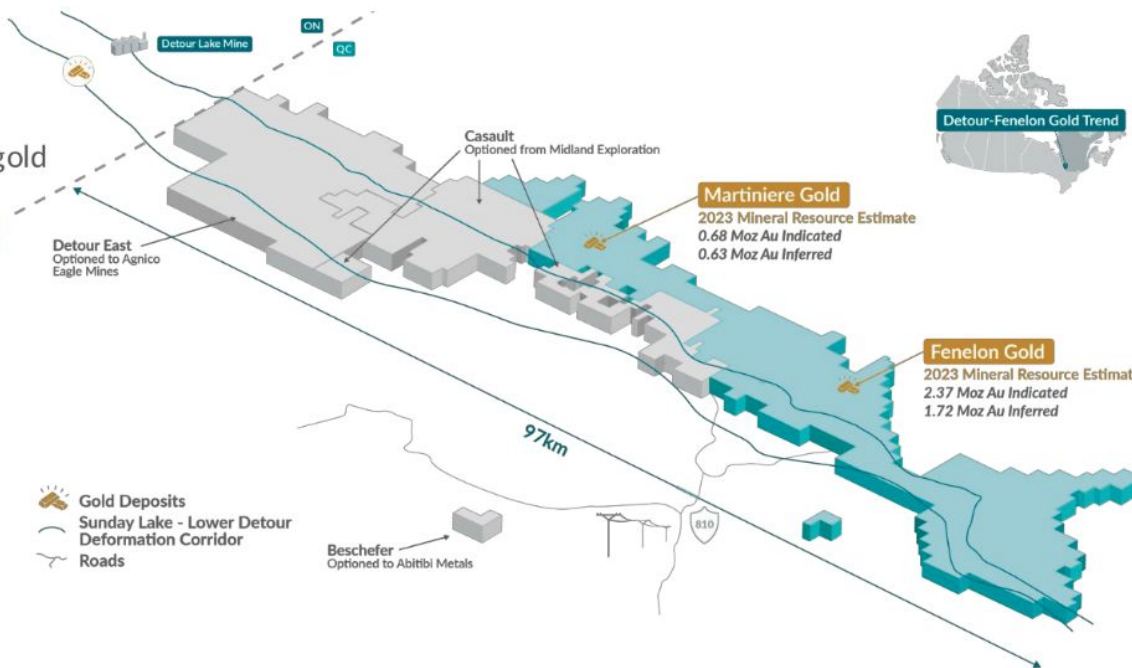 ON
Detour Lake Mine
QC
gold
Casault
Optioned from Midland Exploration
Detour-Fenelon Gold Trend
Martiniere Gold
2023 Mineral Resource Estimate
0.68 Moz Au Indicated
0.63 Moz Au Inferred
Detour East
Optioned to Agnico
Eagle Mines
Fenelon Gold
2023 Mineral Resource Estimat
2.37 Moz Au Indicated
1.72 Moz Au Inferred
97km
Gold Deposits
Sunday Lake - Lower Detour
Deformation Corridor
Roads
810
Beschefer
Optioned to Abitibi Metals